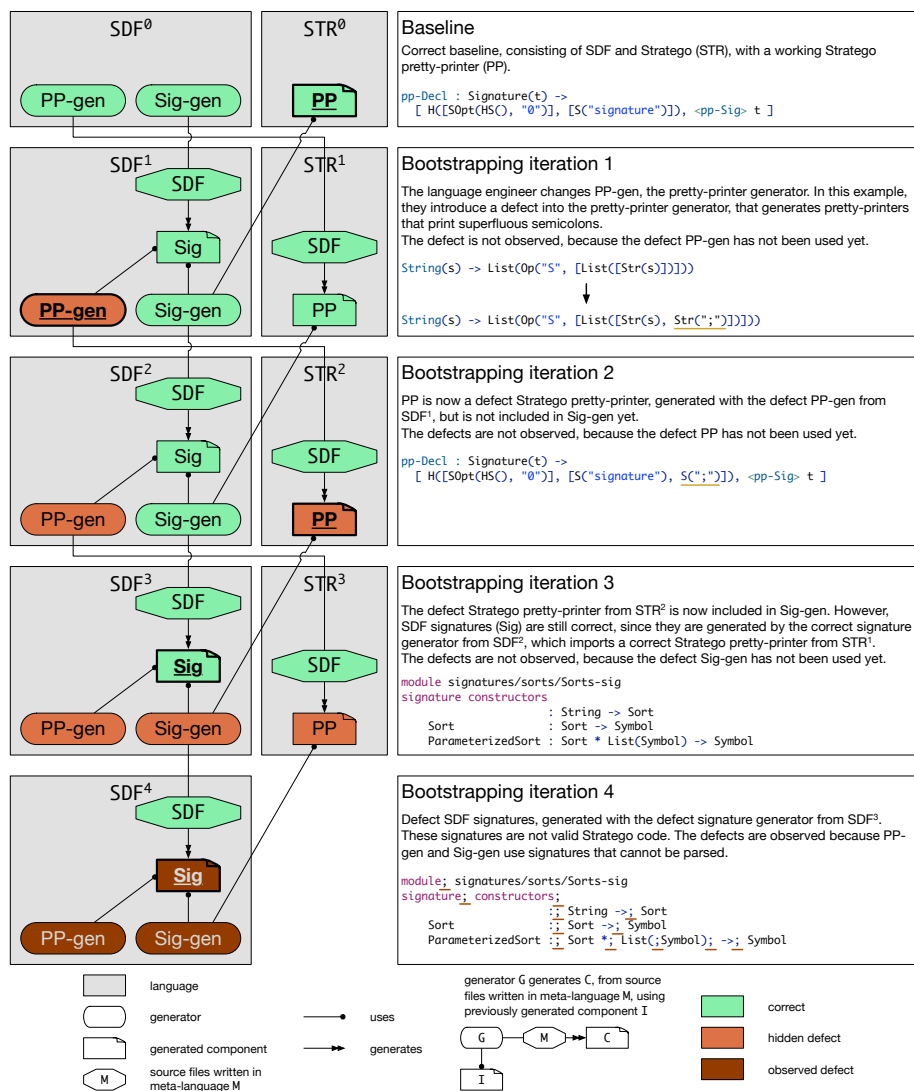 SDF⁰
STR⁰
PP-gen
Sig-gen
PP
Baseline
Correct baseline, consisting of SDF and Stratego (STR), with a working Stratego
pretty-printer (PP).
pp-Decl : Signature(t) ->
[ H([SOpt(HS(), "0")], [S("signature")]), <pp-Sig> t ]
SDF¹
STR¹
SDF
Sig
SDF
PP-gen
Sig-gen
PP
Bootstrapping iteration 1
The language engineer changes PP-gen, the pretty-printer generator. In this example,
they introduce a defect into the pretty-printer generator, that generates pretty-printers
that print superfluous semicolons.
The defect is not observed, because the defect PP-gen has not been used yet.
String(s) -> List(Op("S", [List([Str(s)])]))
String(s) -> List(Op("S", [List([Str(s), Str(";")])]))
SDF²
STR²
SDF
Sig
SDF
PP-gen
Sig-gen
PP
Bootstrapping iteration 2
PP is now a defect Stratego pretty-printer, generated with the defect PP-gen from
SDF¹, but is not included in Sig-gen yet.
The defects are not observed, because the defect PP has not been used yet.
pp-Decl : Signature(t) ->
[ H([SOpt(HS(), "0")], [S("signature"), S(";")]), <pp-Sig> t ]
SDF³
STR³
SDF
Sig
SDF
PP-gen
Sig-gen
PP
Bootstrapping iteration 3
The defect Stratego pretty-printer from STR² is now included in Sig-gen. However,
SDF signatures (Sig) are still correct, since they are generated by the correct signature
generator from SDF², which imports a correct Stratego pretty-printer from STR¹.
The defects are not observed, because the defect Sig-gen has not been used yet.
module signatures/sorts/Sorts-sig
signature constructors
: String -> Sort
Sort : Sort -> Symbol
ParameterizedSort : Sort * List(Symbol) -> Symbol
SDF⁴
SDF
Sig
PP-gen
Sig-gen
Bootstrapping iteration 4
Defect SDF signatures, generated with the defect signature generator from SDF³.
These signatures are not valid Stratego code. The defects are observed because PP-
gen and Sig-gen use signatures that cannot be parsed.
module; signatures/sorts/Sorts-sig
signature; constructors;
:; String ->; Sort
Sort :; Sort ->; Symbol
ParameterizedSort :; Sort *; List(;Symbol); ->; Symbol
language
generator
generated component
M
source files written in
meta-language M
uses
generates
generator G generates C, from source
files written in meta-language M, using
previously generated component I
G
M
C
I
correct
hidden defect
observed defect